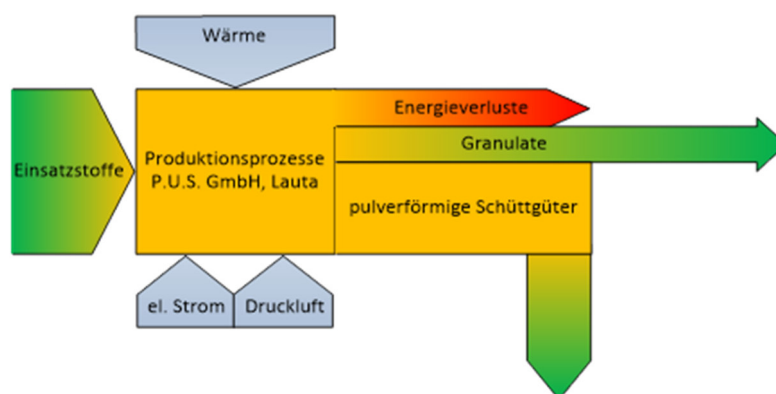 Wärme
Energieverluste
Granulate
Einsatzstoffe
Produktionsprozesse
P.U.S. GmbH, Lauta
pulverförmige Schüttgüter
el. Strom
Druckluft